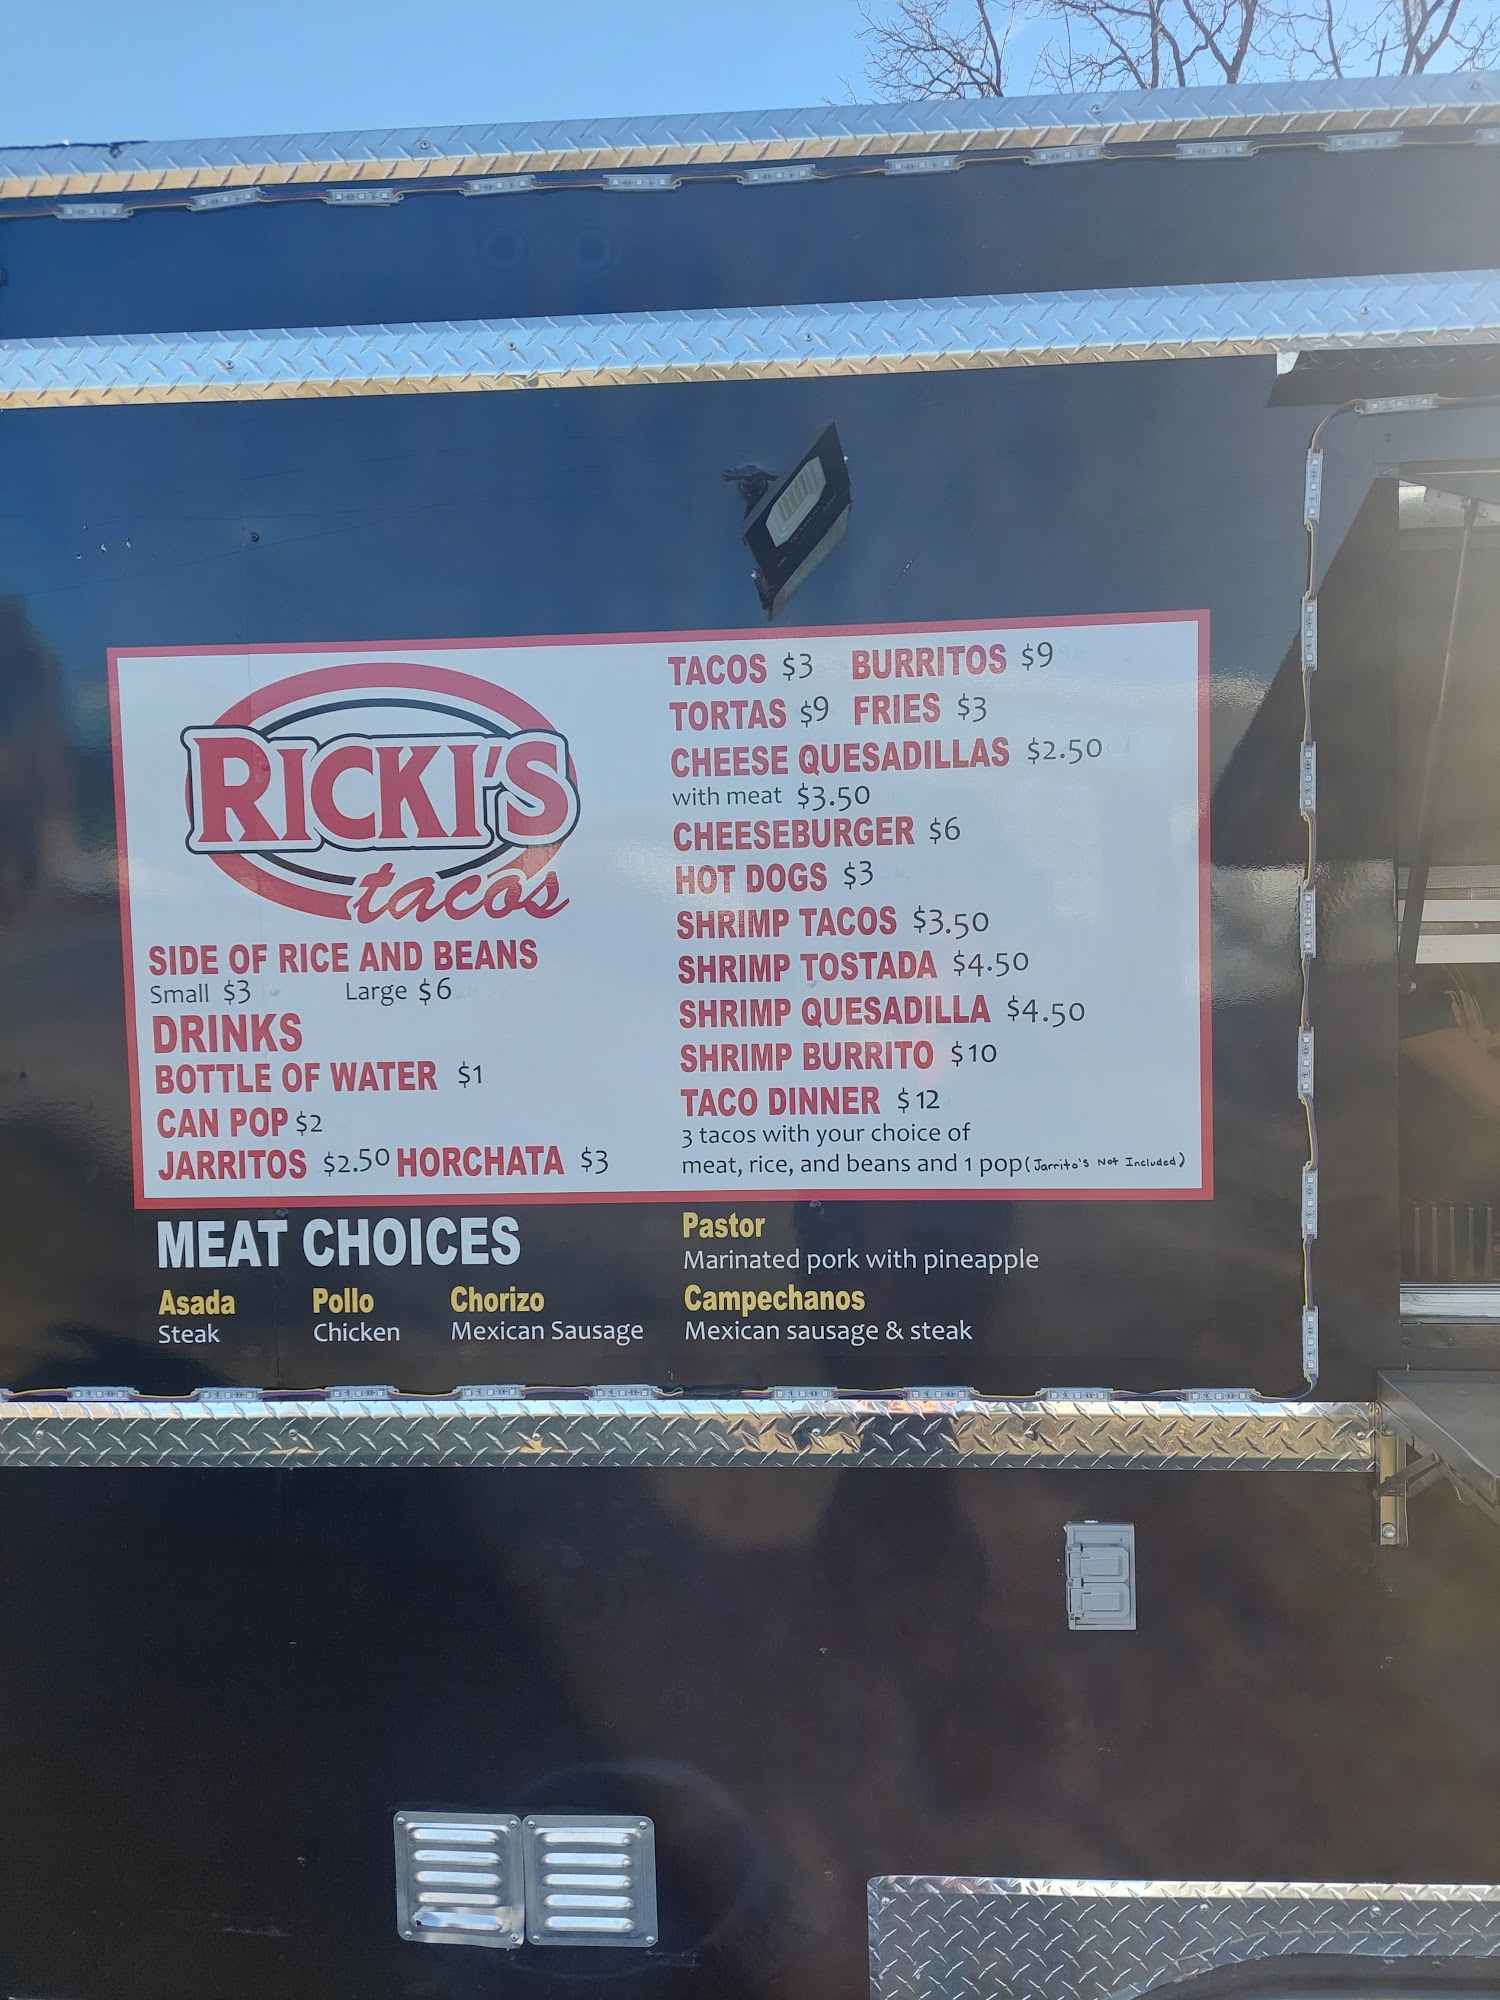 RICKI'S
tacos
SIDE OF RICE AND BEANS
Small $3 Large $6
DRINKS
BOTTLE OF WATER $1
CAN POP $2
JARRITOS $2.50 HORCHATA $3
TACOS $3 BURRITOS $9
TORTAS $9 FRIES $3
CHEESE QUESADILLAS $2.50
with meat $3.50
CHEESEBURGER $6
HOT DOGS $3
SHRIMP TACOS $3.50
SHRIMP TOSTADA $4.50
SHRIMP QUESADILLA $4.50
SHRIMP BURRITO $10
TACO DINNER $12
3 tacos with your choice of
meat, rice, and beans and 1 pop (Jarrito's Not Included)
MEAT CHOICES
Asada Pollo Chorizo
Steak Chicken Mexican Sausage
Pastor
Marinated pork with pineapple
Campechanos
Mexican sausage & steak